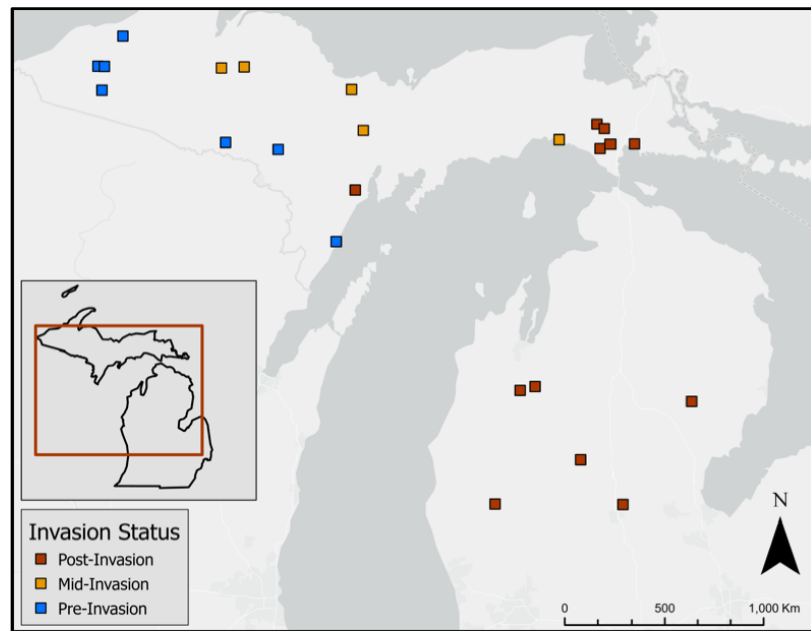 Invasion Status
Post-Invasion
Mid-Invasion
Pre-Invasion
N
0 500 1,000 Km